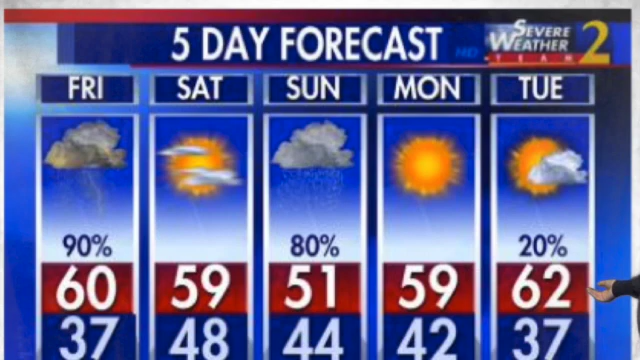 5 DAY FORECAST HD
SEVERE
WEATHER 2
TEAM
FRI SAT SUN MON TUE
90% 80% 20%
60 59 51 59 62
37 48 44 42 37